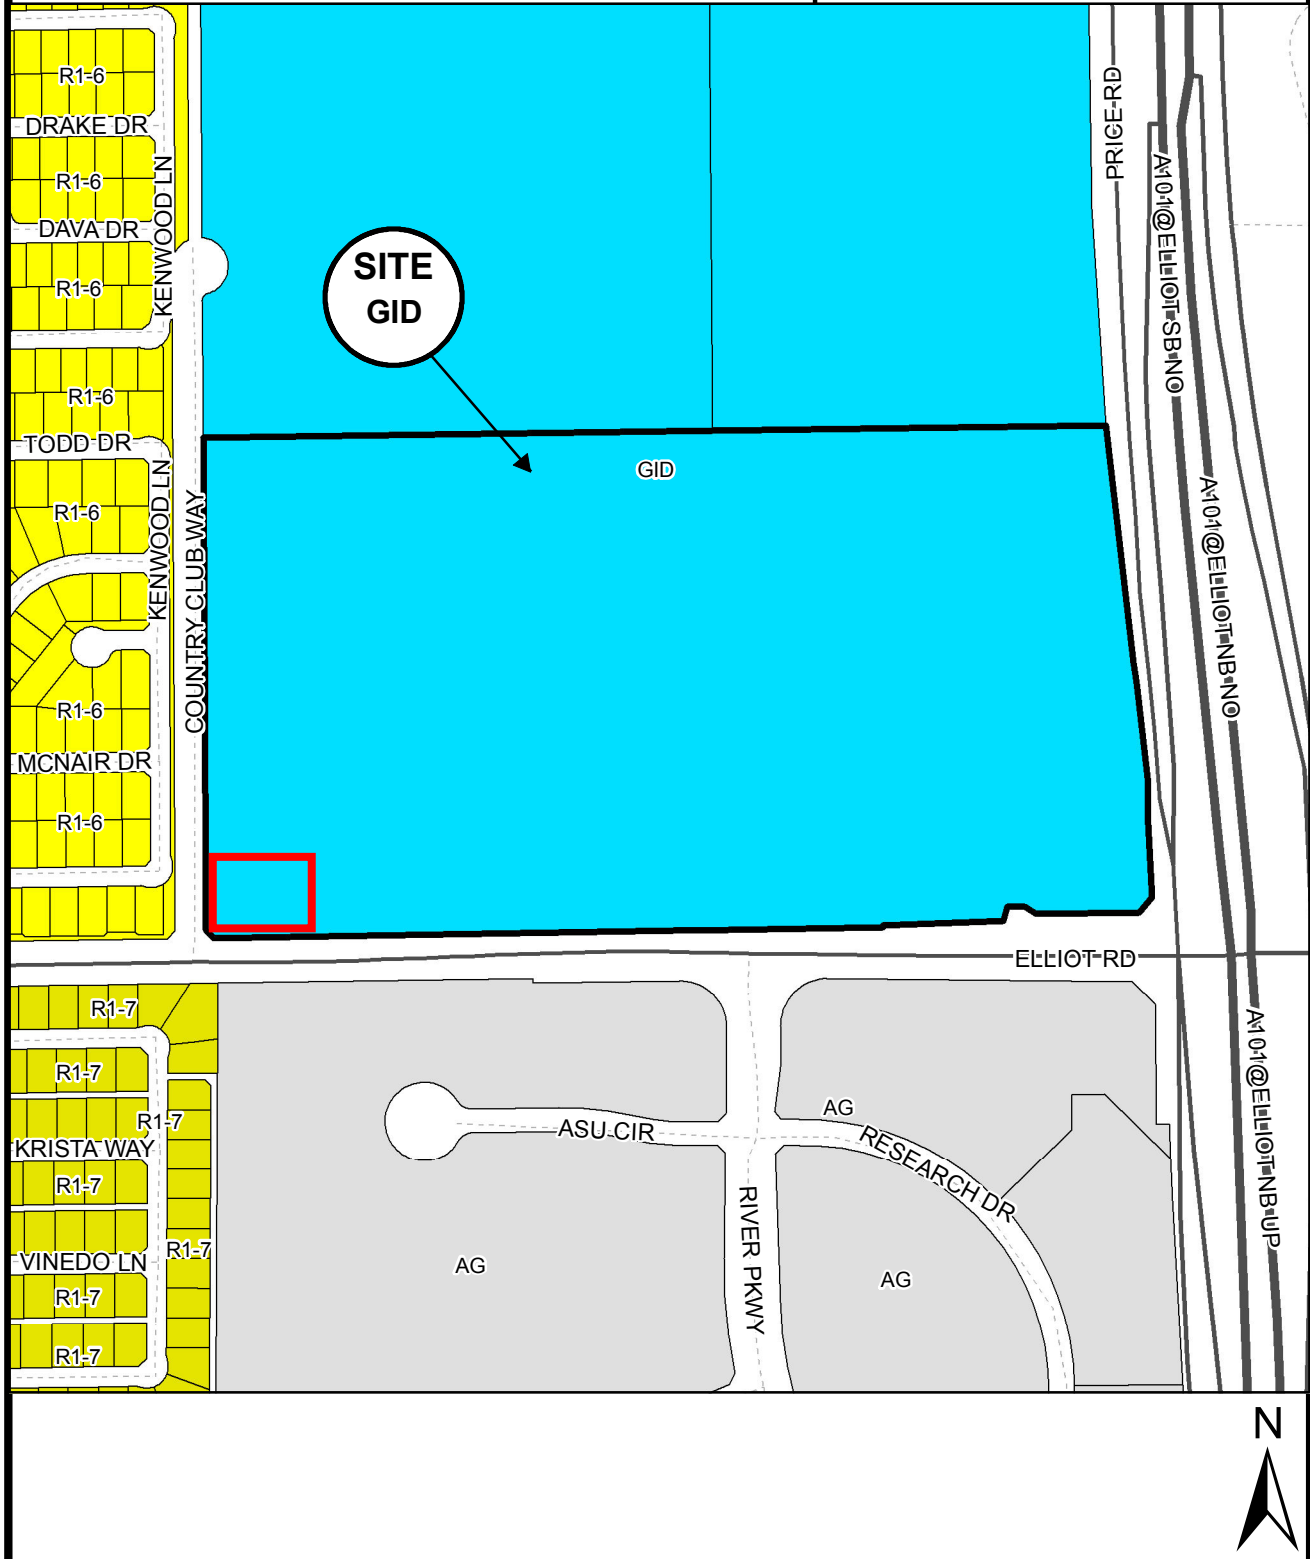 R1-6
DRAKE DR
R1-6
DAVA DR
R1-6
KENWOOD LN
R1-6
TODD DR
R1-6
KENWOOD LN
COUNTRY CLUB WAY
R1-6
MCNAIR DR
R1-6
SITE
GID
GID
PRICE RD
A101@ELLIOT SB NO
A101@ELLIOT NB NO
ELLIOT RD
A101@ELLIOT NB UP
R1-7
R1-7
R1-7
KRISTA WAY
R1-7
R1-7
VINEDO LN
R1-7
R1-7
ASU CIR
AG
RESEARCH DR
RIVER PKWY
AG
AG
N